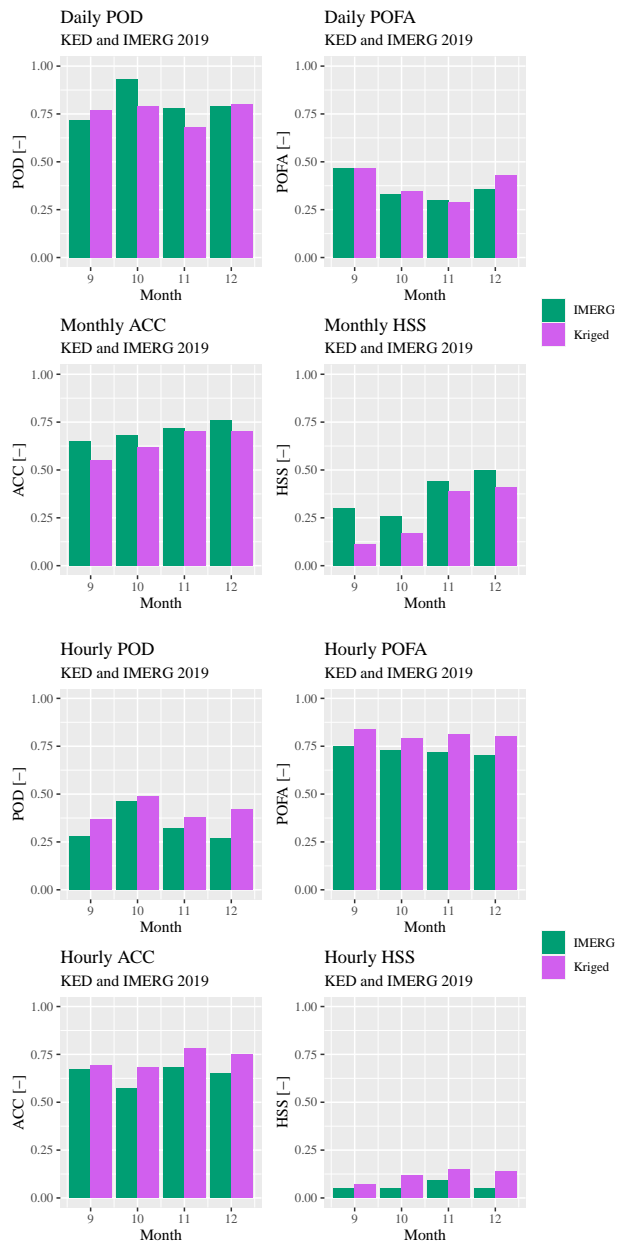 Daily POD
KED and IMERG 2019
1.00
0.75
0.50
0.25
0.00
POD [−]
9 10 11 12
Month
Daily POFA
KED and IMERG 2019
1.00
0.75
0.50
0.25
0.00
POFA [−]
9 10 11 12
Month
Monthly ACC
KED and IMERG 2019
1.00
0.75
0.50
0.25
0.00
ACC [−]
9 10 11 12
Month
Monthly HSS
KED and IMERG 2019
1.00
0.75
0.50
0.25
0.00
HSS [−]
9 10 11 12
Month
IMERG
Kriged
Hourly POD
KED and IMERG 2019
1.00
0.75
0.50
0.25
0.00
POD [−]
9 10 11 12
Month
Hourly POFA
KED and IMERG 2019
1.00
0.75
0.50
0.25
0.00
POFA [−]
9 10 11 12
Month
Hourly ACC
KED and IMERG 2019
1.00
0.75
0.50
0.25
0.00
ACC [−]
9 10 11 12
Month
Hourly HSS
KED and IMERG 2019
1.00
0.75
0.50
0.25
0.00
HSS [−]
9 10 11 12
Month
IMERG
Kriged